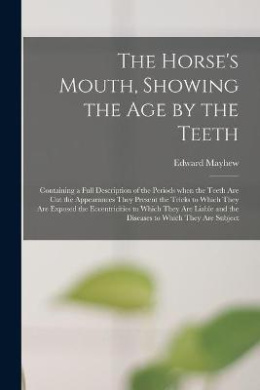 The Horse's
Mouth, Showing
the Age by the
Teeth
Edward Mayhew
Containing a Full Description of the Periods when the Teeth Are
Cut the Appearances They Present the Tricks to Which They
Are Exposed the Eccentricities to Which They Are Liable and the
Diseases to Which They Are Subject